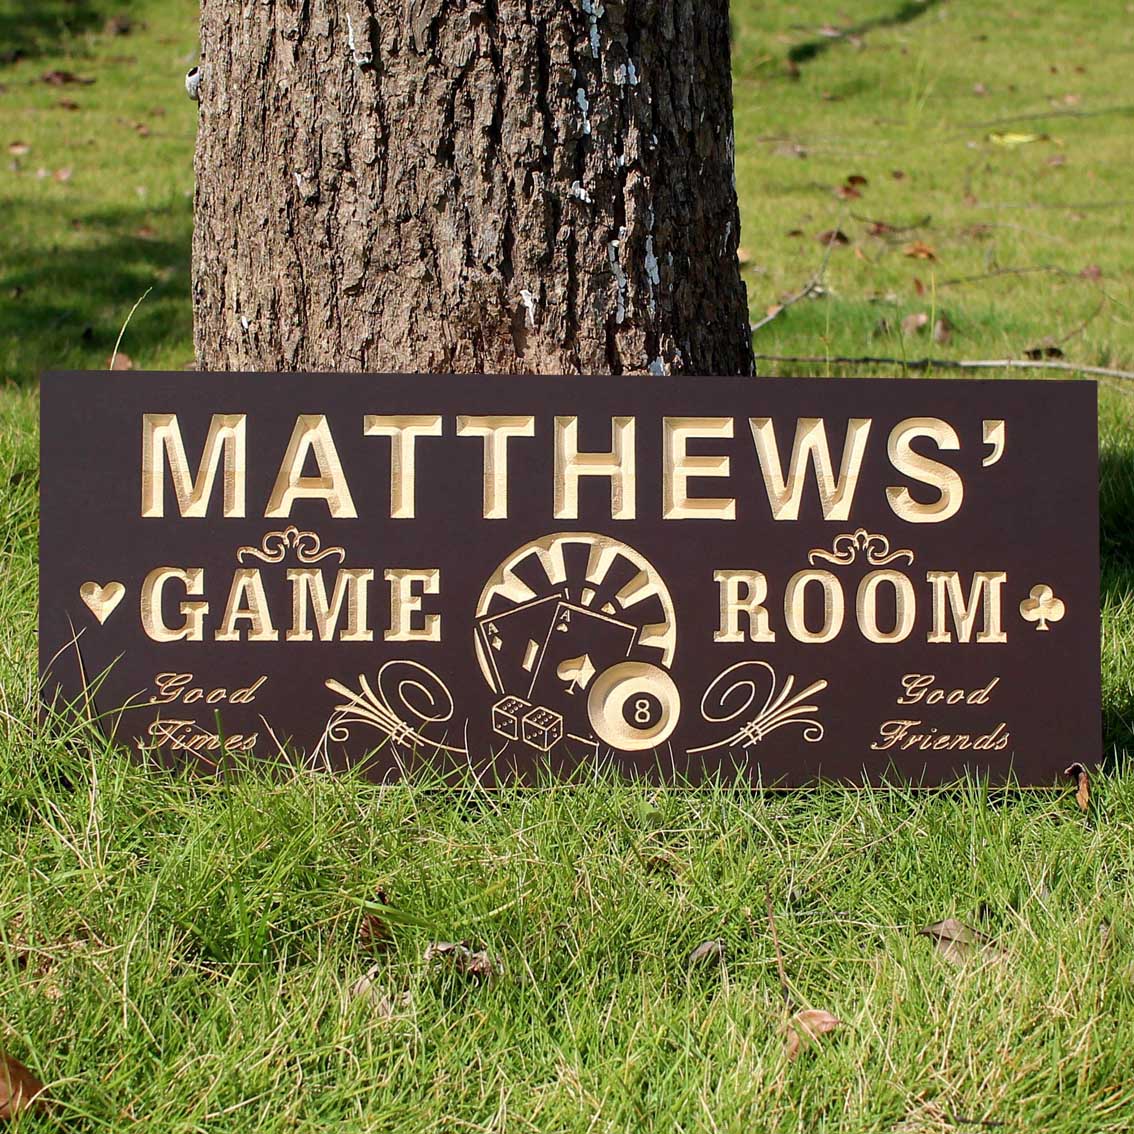 MATTHEWS'
GAME ROOM
A A
8
Good Times
Good Friends